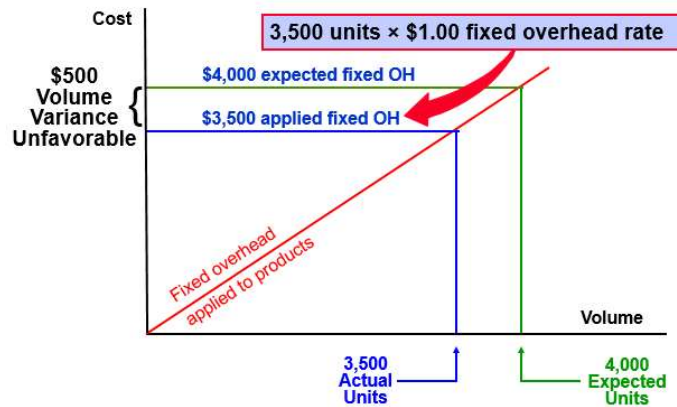 Cost
3,500 units × $1.00 fixed overhead rate
$500
Volume
Variance
Unfavorable
{
$4,000 expected fixed OH
$3,500 applied fixed OH
Fixed overhead
applied to products
Volume
3,500
Actual
Units
4,000
Expected
Units